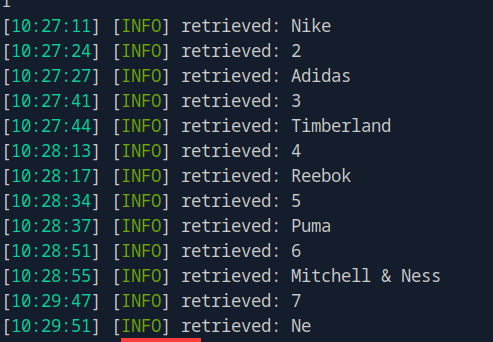 [10:27:11] [INFO] retrieved: Nike
[10:27:24] [INFO] retrieved: 2
[10:27:27] [INFO] retrieved: Adidas
[10:27:41] [INFO] retrieved: 3
[10:27:44] [INFO] retrieved: Timberland
[10:28:13] [INFO] retrieved: 4
[10:28:17] [INFO] retrieved: Reebok
[10:28:34] [INFO] retrieved: 5
[10:28:37] [INFO] retrieved: Puma
[10:28:51] [INFO] retrieved: 6
[10:28:55] [INFO] retrieved: Mitchell & Ness
[10:29:47] [INFO] retrieved: 7
[10:29:51] [INFO] retrieved: Ne